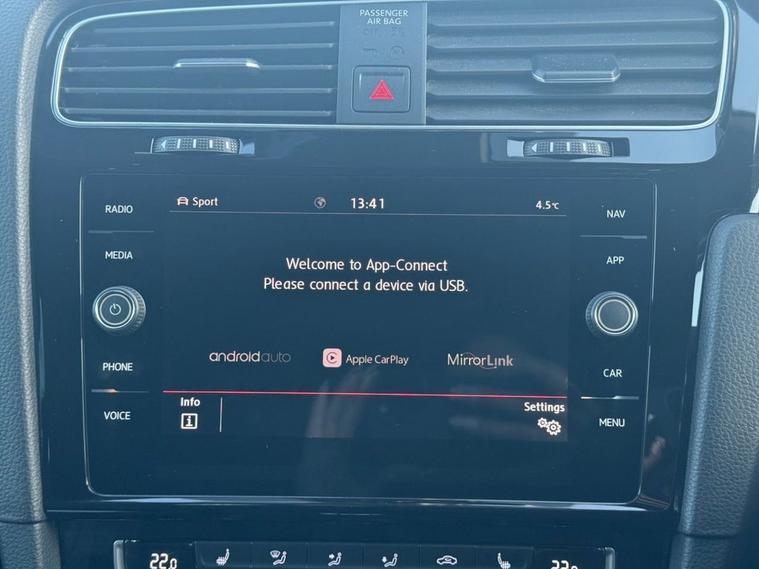 PASSENGER
AIR BAG
RADIO
MEDIA
PHONE
VOICE
Sport
13:41
4.5°C
Welcome to App-Connect
Please connect a device via USB.
androidauto
Apple CarPlay
MirrorLink
Info
i
Settings
NAV
APP
CAR
MENU
22.0